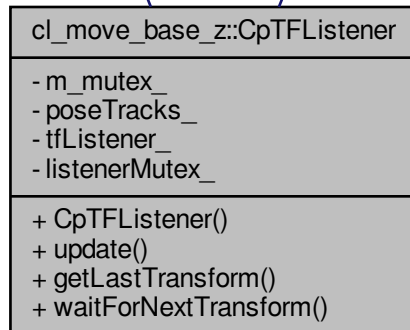 cl_move_base_z::CpTFListener
- m_mutex_
- poseTracks_
- tfListener_
- listenerMutex_
+ CpTFListener()
+ update()
+ getLastTransform()
+ waitForNextTransform()